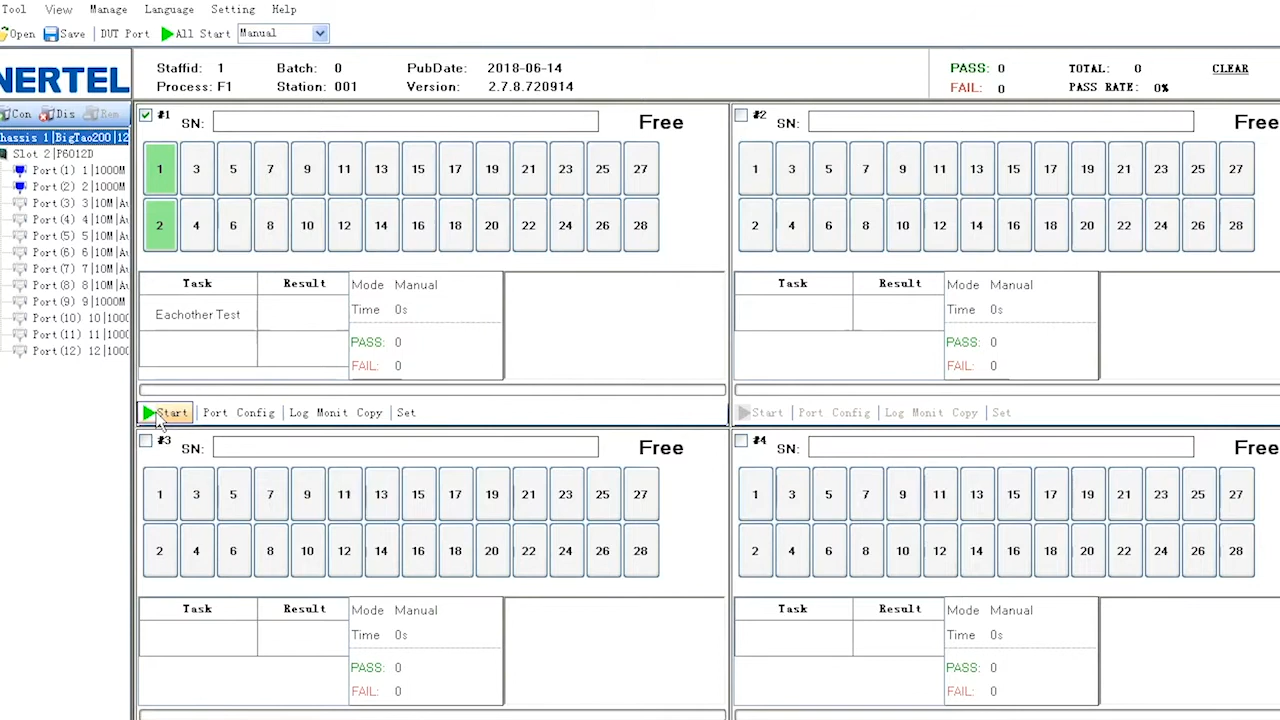 Tool View Manage Language Setting Help
Open Save DUT Port All Start Manual
NERTEL
Staffid: 1 Batch: 0 PubDate: 2018-06-14
Process: F1 Station: 001 Version: 2.7.8.720914
PASS: 0 TOTAL: 0 CLEAR
FAIL: 0 PASS RATE: 0%
Con Dis Rem
hassis 1|BigTao200|12
Slot 2|P6012D
Port(1) 1|1000M
Port(2) 2|1000M
Port(3) 3|10M|Au
Port(4) 4|10M|Au
Port(5) 5|10M|Au
Port(6) 6|10M|Au
Port(7) 7|10M|Au
Port(8) 8|10M|Au
Port(9) 9|1000M
Port(10) 10|1000
Port(11) 11|1000
Port(12) 12|1000
#1 SN: Free
1 3 5 7 9 11 13 15 17 19 21 23 25 27
2 4 6 8 10 12 14 16 18 20 22 24 26 28
Task Result Mode Manual
Eachother Test Time 0s
PASS: 0
FAIL: 0
Start Port Config Log Monit Copy Set
#2 SN: Free
1 3 5 7 9 11 13 15 17 19 21 23 25 27
2 4 6 8 10 12 14 16 18 20 22 24 26 28
Task Result Mode Manual
Time 0s
PASS: 0
FAIL: 0
Start Port Config Log Monit Copy Set
#3 SN: Free
1 3 5 7 9 11 13 15 17 19 21 23 25 27
2 4 6 8 10 12 14 16 18 20 22 24 26 28
Task Result Mode Manual
Time 0s
PASS: 0
FAIL: 0
#4 SN: Free
1 3 5 7 9 11 13 15 17 19 21 23 25 27
2 4 6 8 10 12 14 16 18 20 22 24 26 28
Task Result Mode Manual
Time 0s
PASS: 0
FAIL: 0